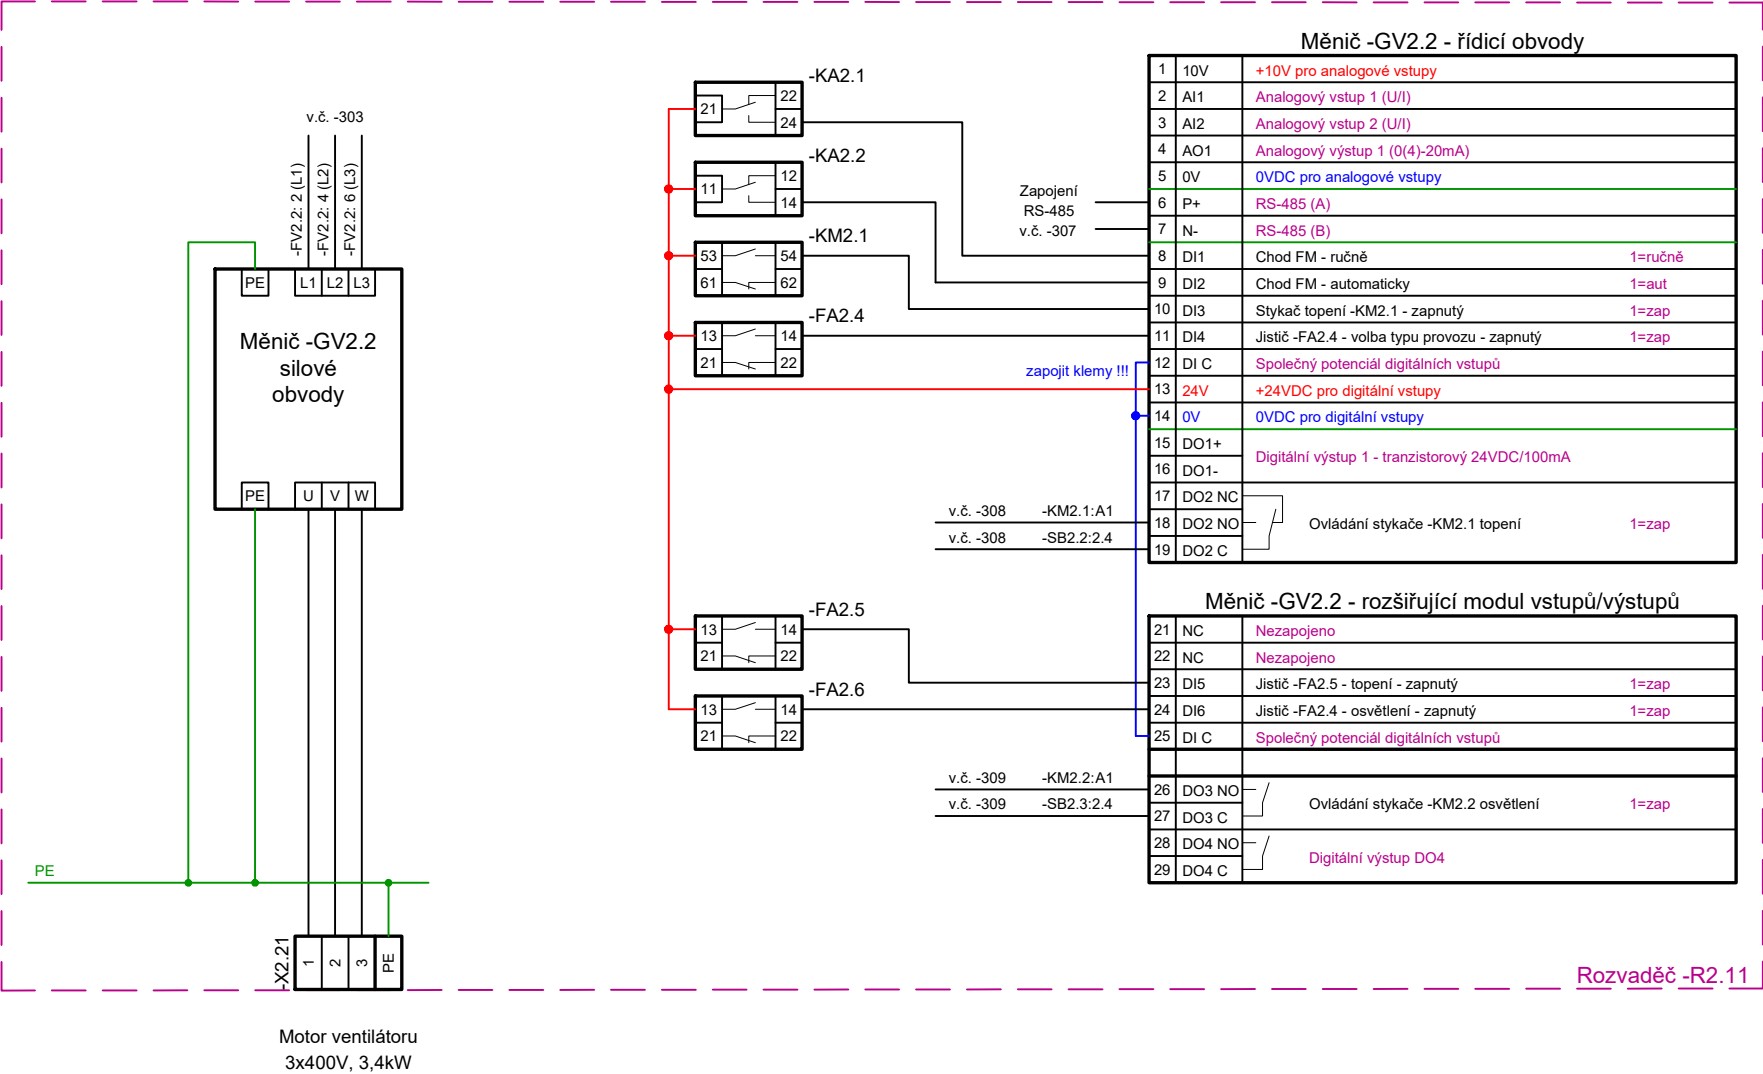 v.č. -303
-FV2.2: 2 (L1)
-FV2.2: 4 (L2)
-FV2.2: 6 (L3)
PE L1 L2 L3
Měnič -GV2.2
silové
obvody
PE U V W
PE
-X2.21
1 2 3 PE
Motor ventilátoru
3x400V, 3,4kW
-KA2.1
21 22
24
-KA2.2
11 12
14
-KM2.1
53 54
61 62
-FA2.4
13 14
21 22
-FA2.5
13 14
21 22
-FA2.6
13 14
21 22
Zapojení
RS-485
v.č. -307
zapojit klemy !!!
v.č. -308 -KM2.1:A1
v.č. -308 -SB2.2:2.4
v.č. -309 -KM2.2:A1
v.č. -309 -SB2.3:2.4
Měnič -GV2.2 - řídicí obvody
1 10V +10V pro analogové vstupy
2 AI1 Analogový vstup 1 (U/I)
3 AI2 Analogový vstup 2 (U/I)
4 AO1 Analogový výstup 1 (0(4)-20mA)
5 0V 0VDC pro analogové vstupy
6 P+ RS-485 (A)
7 N- RS-485 (B)
8 DI1 Chod FM - ručně 1=ručně
9 DI2 Chod FM - automaticky 1=aut
10 DI3 Stykač topení -KM2.1 - zapnutý 1=zap
11 DI4 Jistič -FA2.4 - volba typu provozu - zapnutý 1=zap
12 DI C Společný potenciál digitálních vstupů
13 24V +24VDC pro digitální vstupy
14 0V 0VDC pro digitální vstupy
15 DO1+
Digitální výstup 1 - tranzistorový 24VDC/100mA
16 DO1-
17 DO2 NC
18 DO2 NO Ovládání stykače -KM2.1 topení 1=zap
19 DO2 C
Měnič -GV2.2 - rozšiřující modul vstupů/výstupů
21 NC Nezapojeno
22 NC Nezapojeno
23 DI5 Jistič -FA2.5 - topení - zapnutý 1=zap
24 DI6 Jistič -FA2.4 - osvětlení - zapnutý 1=zap
25 DI C Společný potenciál digitálních vstupů
26 DO3 NO
Ovládání stykače -KM2.2 osvětlení 1=zap
27 DO3 C
28 DO4 NO
Digitální výstup DO4
29 DO4 C
Rozvaděč -R2.11